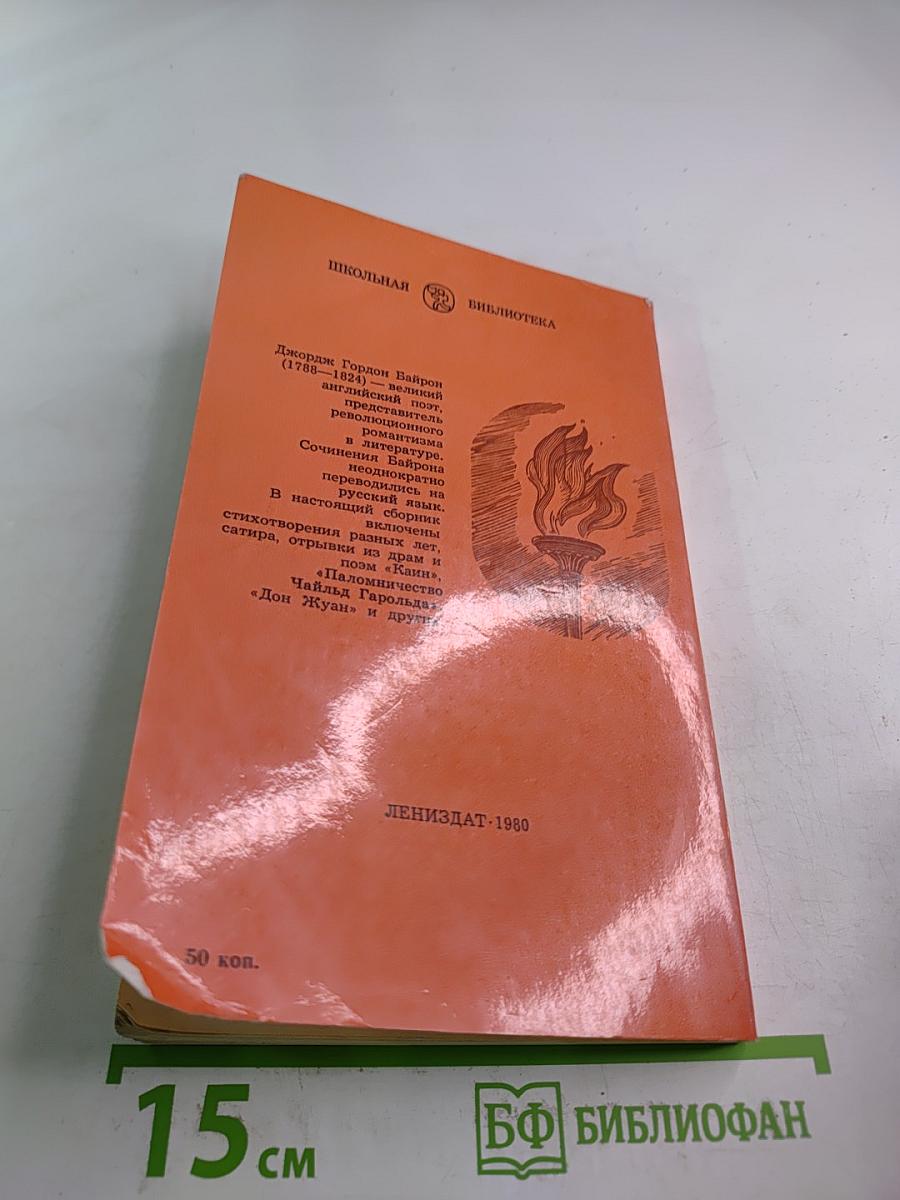 ШКОЛЬНАЯ БИБЛИОТЕКА
Джордж Гордон Байрон
(1788—1824) — великий
английский поэт,
представитель
революционного
романтизма
в литературе.
Сочинения Байрона
неоднократно
переводились на
русский язык.
В настоящий сборник
включены
стихотворения разных лет,
сатира, отрывки из драм и
поэм «Каин»,
«Паломничество
Чайльд Гарольда»,
«Дон Жуан» и другие
ЛЕНИЗДАТ·1980
50 коп.
15 см
БФ БИБЛИОФАН